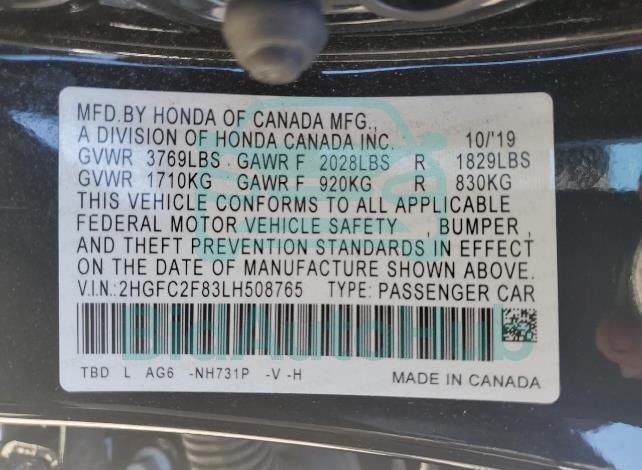 MFD.BY HONDA OF CANADA MFG.,
A DIVISION OF HONDA CANADA INC. 10/'19
GVWR 3769LBS GAWR F 2028LBS R 1829LBS
GVWR 1710KG GAWR F 920KG R 830KG
THIS VEHICLE CONFORMS TO ALL APPLICABLE
FEDERAL MOTOR VEHICLE SAFETY , BUMPER ,
AND THEFT PREVENTION STANDARDS IN EFFECT
ON THE DATE OF MANUFACTURE SHOWN ABOVE.
V.I.N.:2HGFC2F83LH508765 TYPE: PASSENGER CAR
BidAutoHub
TBD L AG6 -NH731P -V -H MADE IN CANADA